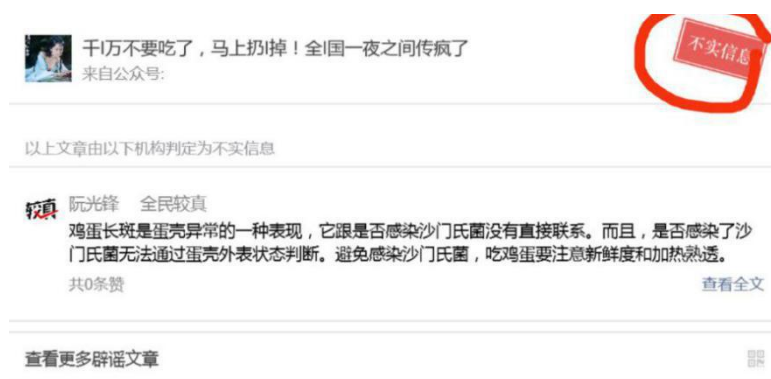 千I万不要吃了，马上扔I掉！全I国一夜之间传疯了
不实信息
来自公众号:
以上文章由以下机构判定为不实信息
较真
阮光锋 全民较真
鸡蛋长斑是蛋壳异常的一种表现，它跟是否感染沙门氏菌没有直接联系。而且，是否感染了沙
门氏菌无法通过蛋壳外表状态判断。避免感染沙门氏菌，吃鸡蛋要注意新鲜度和加热熟透。
共0条赞
查看全文
查看更多辟谣文章